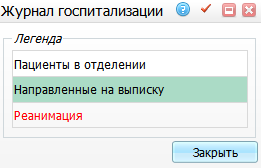 Журнал госпитализации
Легенда
Пациенты в отделении
Направленные на выписку
Реанимация
Закрыть